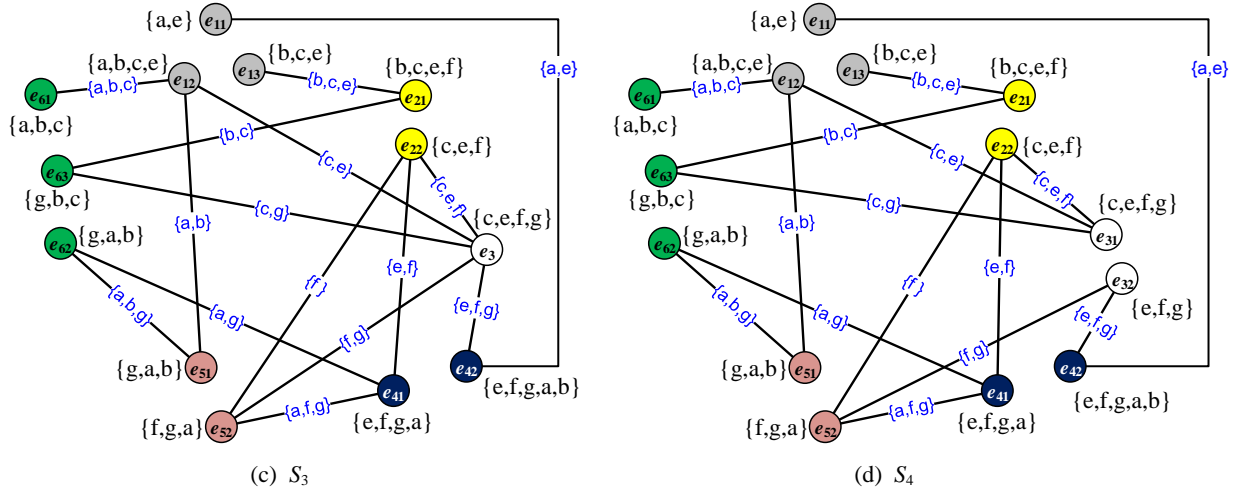 {a,e} e11
{a,b,c,e} e12
{b,c,e} e13
{b,c,e,f} e21
e61 {a,b,c}
{a,b,c}
{b,c,e}
{a,e}
{b,c}
e22 {c,e,f}
e63
{g,b,c}
{c,e}
{c,e,f}
{c,g}
{a,b}
{c,e,f,g}
e3
e62 {g,a,b}
{e,f}
{f}
{a,b,g}
{a,g}
{e,f,g}
{f,g}
{g,a,b} e51
e42
{e,f,g,a,b}
e41
{e,f,g,a}
{a,f,g}
{f,g,a} e52
(c) S3
{a,e} e11
{a,b,c,e} e12
{b,c,e} e13
{b,c,e,f} e21
e61 {a,b,c}
{a,b,c}
{b,c,e}
{a,e}
{b,c}
e22 {c,e,f}
e63
{g,b,c}
{c,e}
{c,e,f}
{c,g}
{a,b}
{c,e,f,g}
e31
e62 {g,a,b}
{e,f}
{f}
e32
{e,f,g}
{a,b,g}
{a,g}
{e,f,g}
{f,g}
{g,a,b} e51
e42
{e,f,g,a,b}
e41
{e,f,g,a}
{a,f,g}
{f,g,a} e52
(d) S4